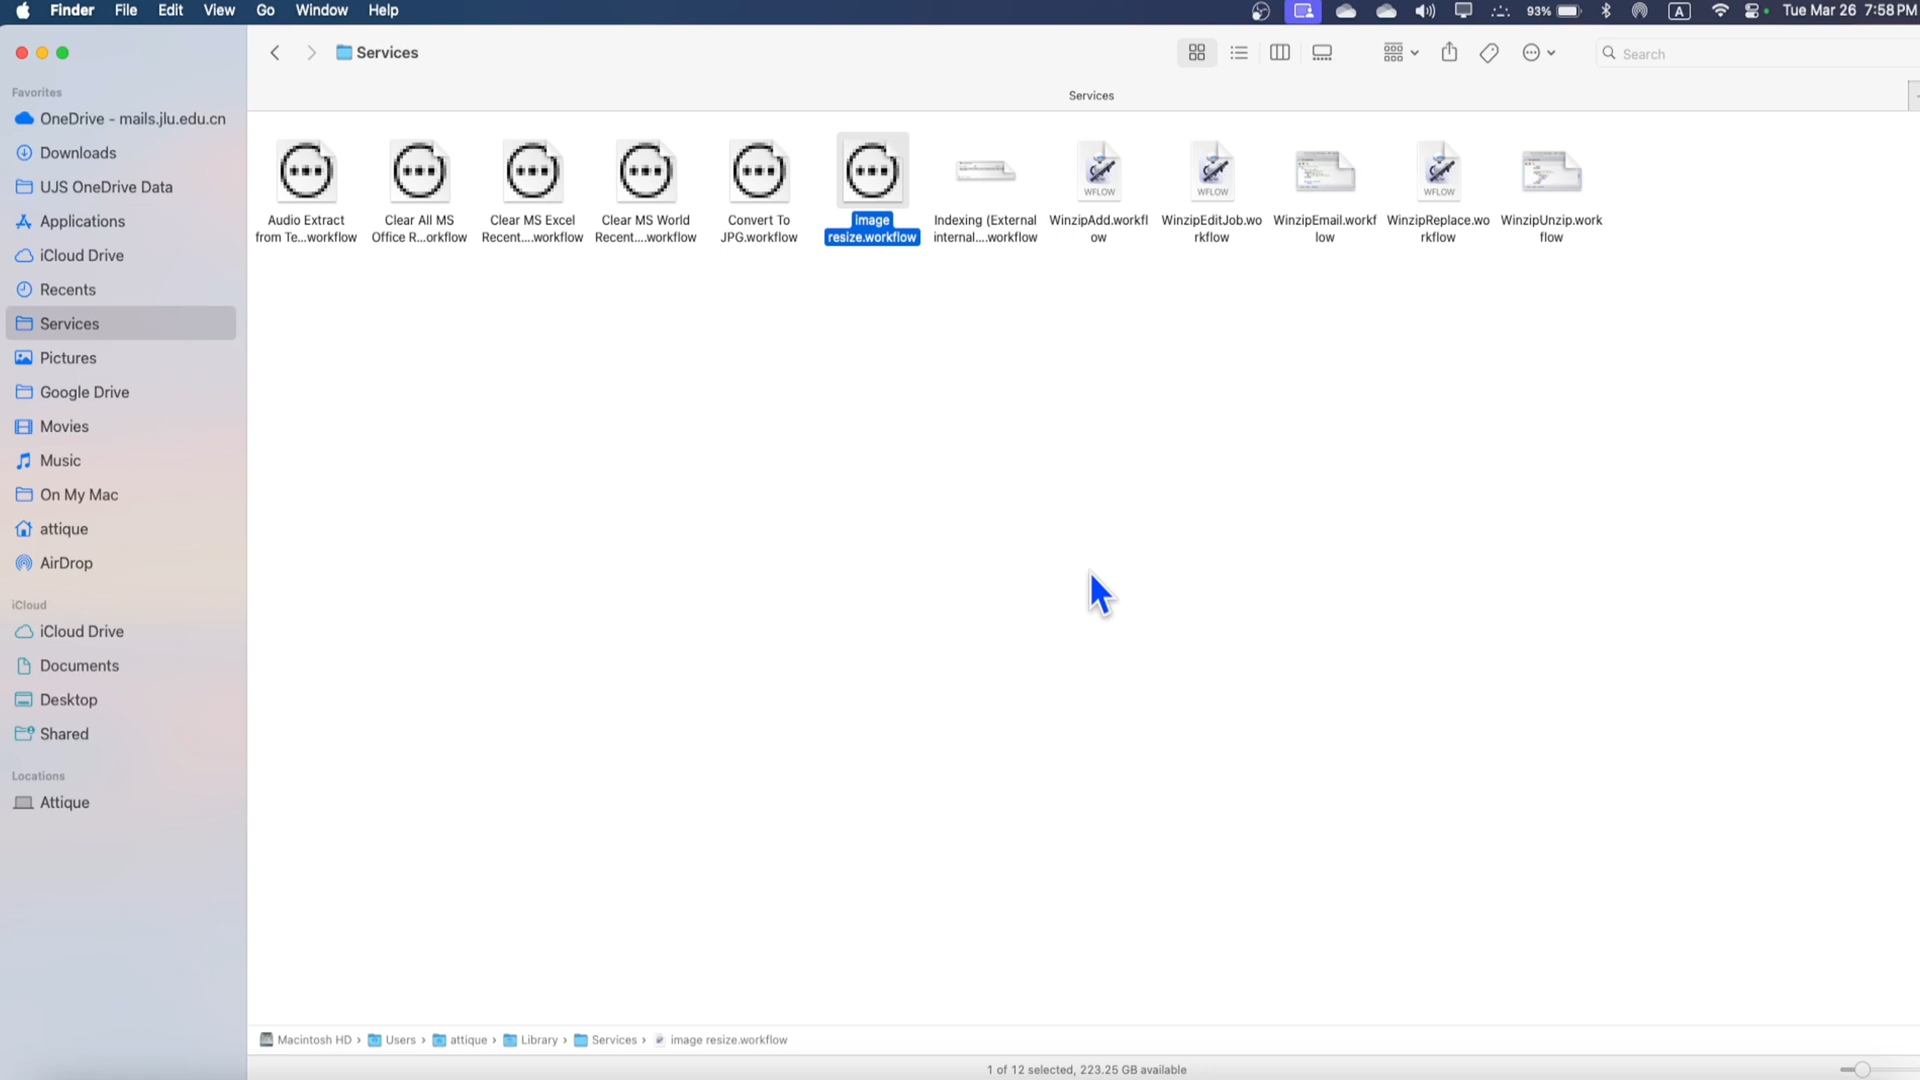 Finder File Edit View Go Window Help
93% A Tue Mar 26 7:58 PM
Services
Search
Services
Favorites
OneDrive - mails.jlu.edu.cn
Downloads
UJS OneDrive Data
Applications
iCloud Drive
Recents
Services
Pictures
Google Drive
Movies
Music
On My Mac
attique
AirDrop
iCloud
iCloud Drive
Documents
Desktop
Shared
Locations
Attique
Audio Extract
from Te...workflow
Clear All MS
Office R...orkflow
Clear MS Excel
Recent....workflow
Clear MS World
Recent....workflow
Convert To
JPG.workflow
image
resize.workflow
Indexing (External
internal....workflow
WFLOW
WinzipAdd.workfl
ow
WFLOW
WinzipEditJob.wo
rkflow
WinzipEmail.workf
low
WFLOW
WinzipReplace.wo
rkflow
WinzipUnzip.work
flow
Macintosh HD › Users › attique › Library › Services › image resize.workflow
1 of 12 selected, 223.25 GB available